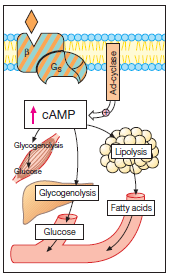 β
Gs
Ad-cyclase
cAMP
+
Glycogenolysis
Glucose
Lipolysis
Glycogenolysis
Fatty acids
Glucose